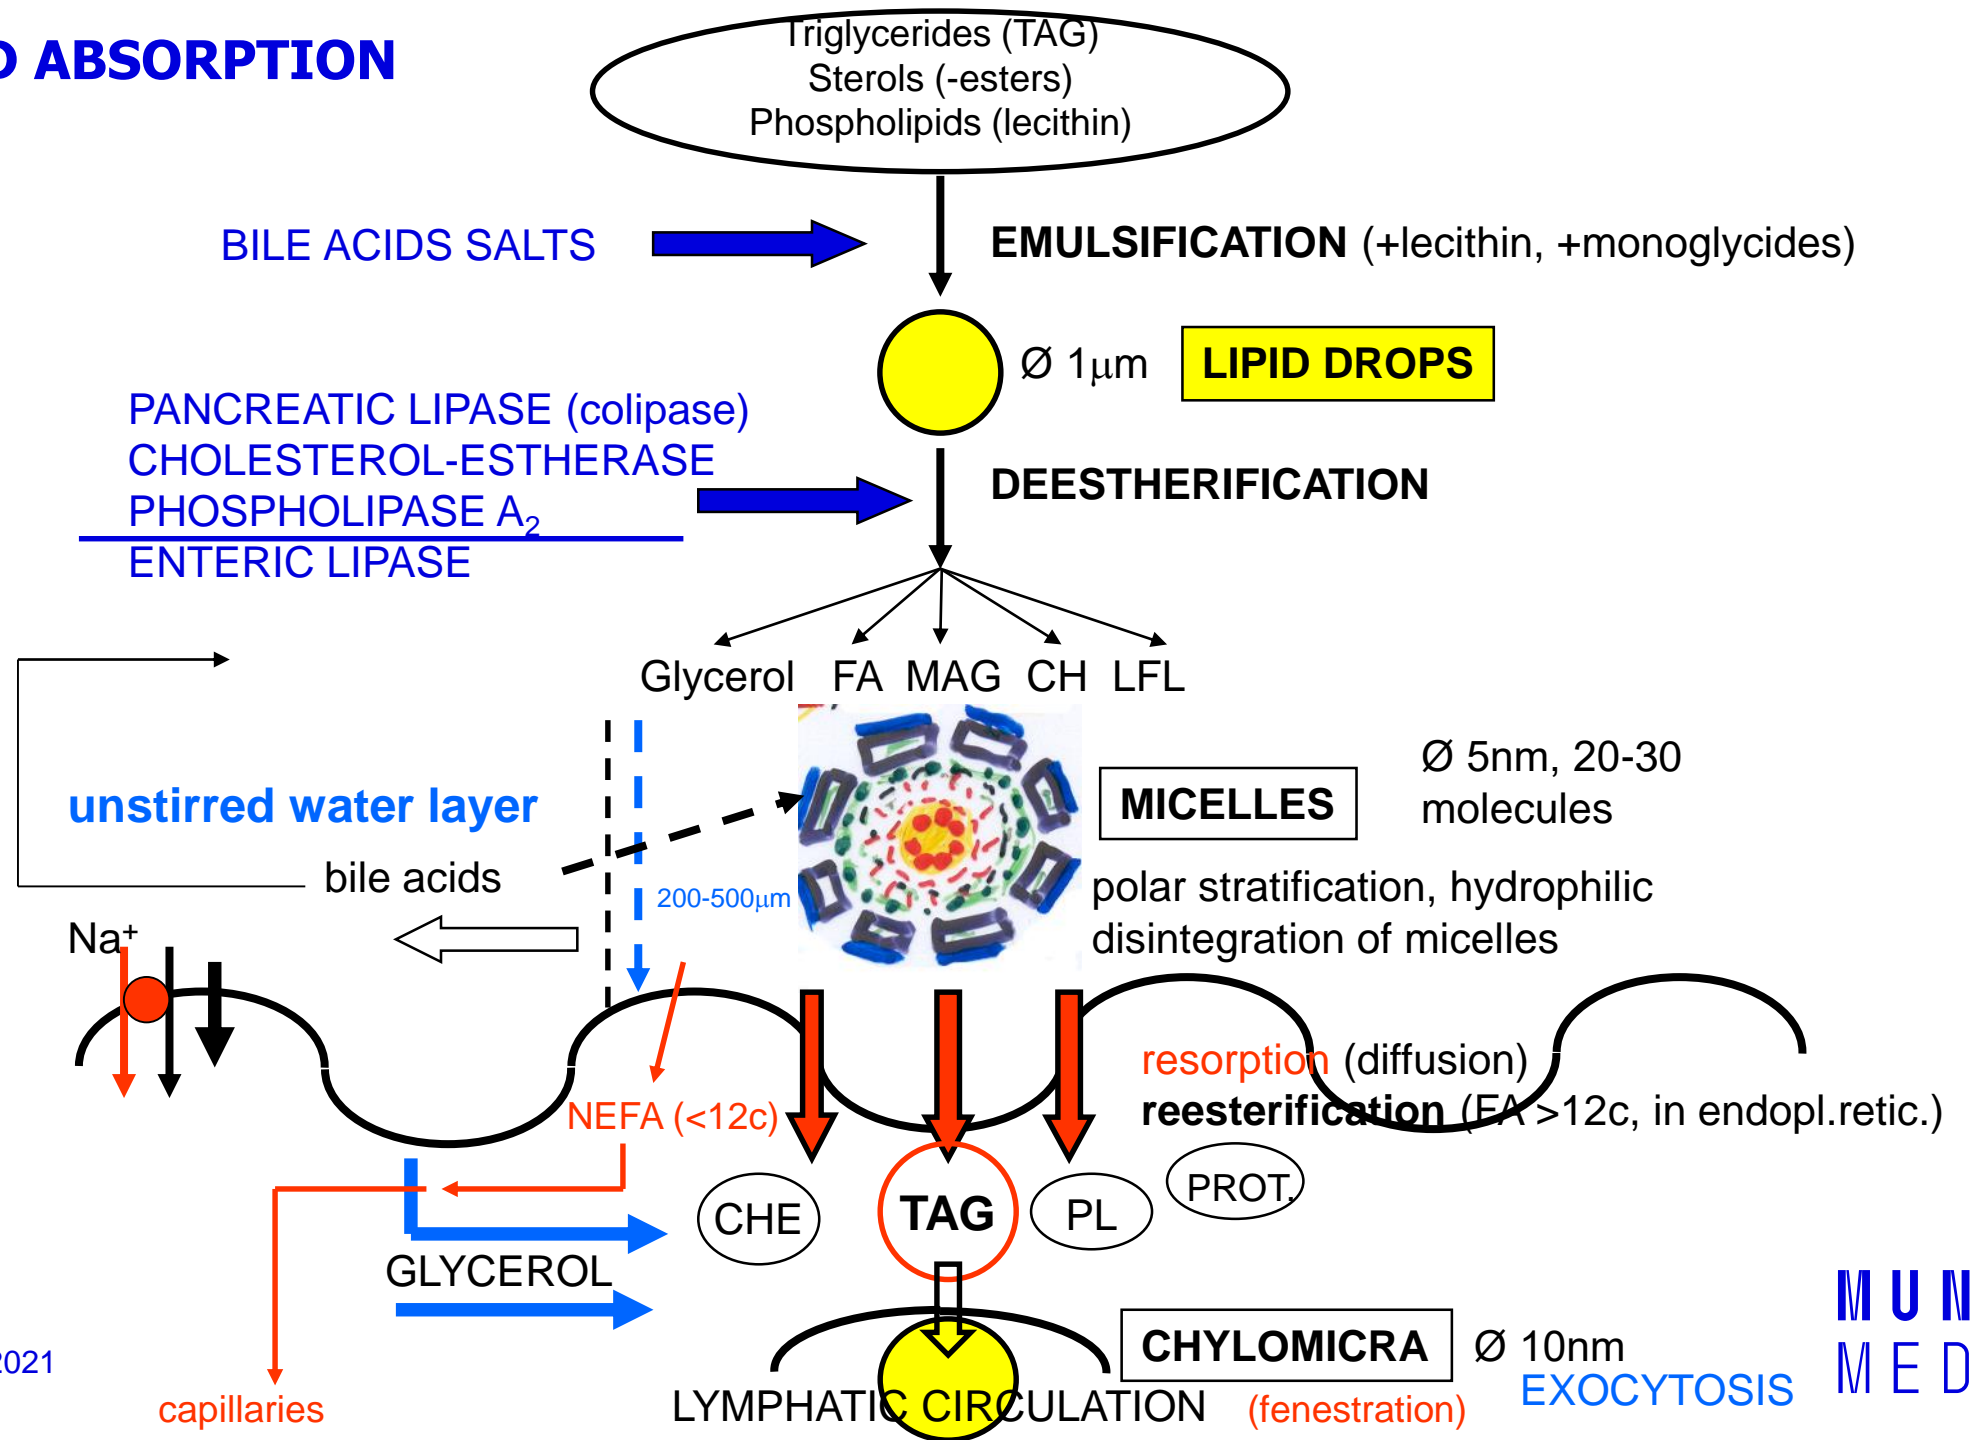 ABSORPTION
Triglycerides (TAG)
Sterols (-esters)
Phospholipids (lecithin)
BILE ACIDS SALTS
EMULSIFICATION (+lecithin, +monoglycides)
Ø 1μm
LIPID DROPS
PANCREATIC LIPASE (colipase)
CHOLESTEROL-ESTHERASE
PHOSPHOLIPASE A₂
ENTERIC LIPASE
DEESTHERIFICATION
Glycerol FA MAG CH LFL
unstirred water layer
bile acids
200-500μm
MICELLES
Ø 5nm, 20-30
molecules
polar stratification, hydrophilic
disintegration of micelles
Na⁺
NEFA (<12c)
resorption (diffusion)
reesterification (FA >12c, in endopl.retic.)
CHE
TAG
PL
PROT.
GLYCEROL
capillaries
CHYLOMICRA
Ø 10nm
LYMPHATIC CIRCULATION
(fenestration)
EXOCYTOSIS
2021
MUN
MED